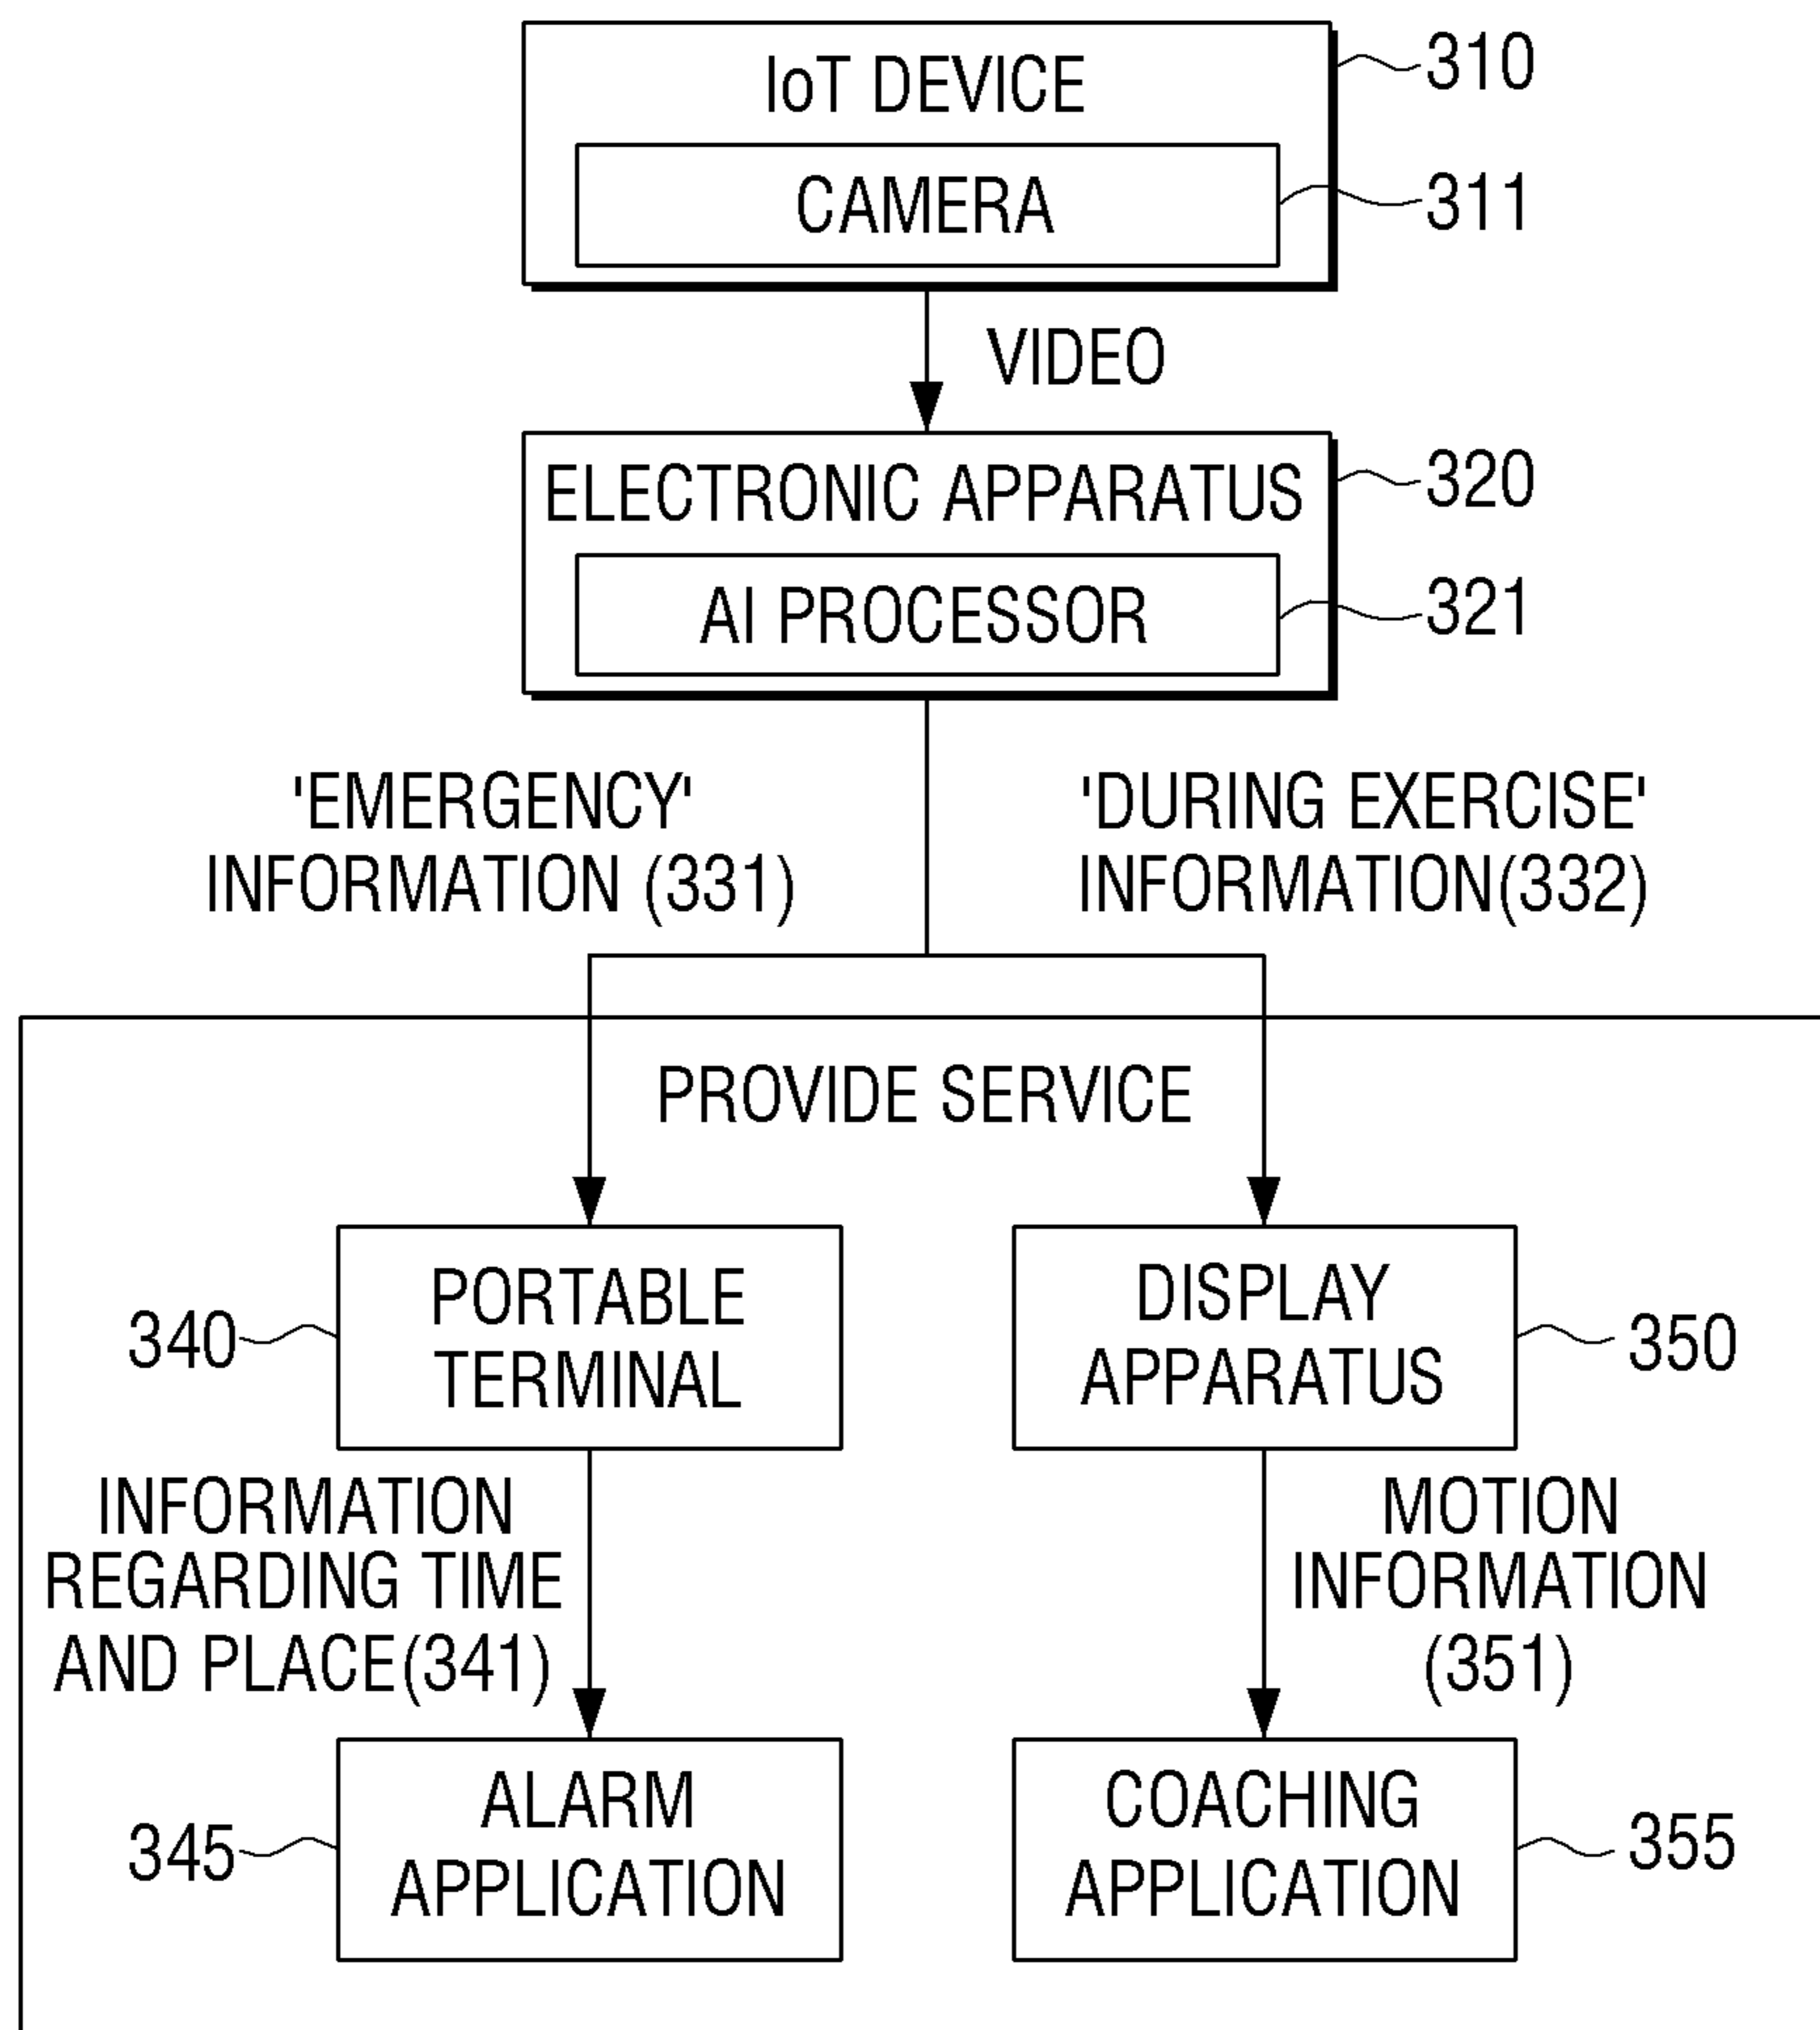 IoT DEVICE
310
CAMERA
311
VIDEO
ELECTRONIC APPARATUS
320
AI PROCESSOR
321
'EMERGENCY'
INFORMATION (331)
'DURING EXERCISE'
INFORMATION(332)
PROVIDE SERVICE
340
PORTABLE
TERMINAL
DISPLAY
APPARATUS
350
INFORMATION
REGARDING TIME
AND PLACE(341)
MOTION
INFORMATION
(351)
345
ALARM
APPLICATION
COACHING
APPLICATION
355